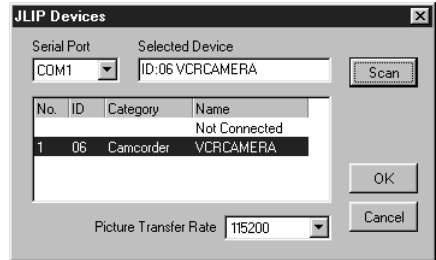 JLIP Devices
Serial Port Selected Device
COM1 ID:06 VCRCAMERA Scan
No. ID Category Name
Not Connected
1 06 Camcorder VCRCAMERA
OK
Picture Transfer Rate 115200 Cancel